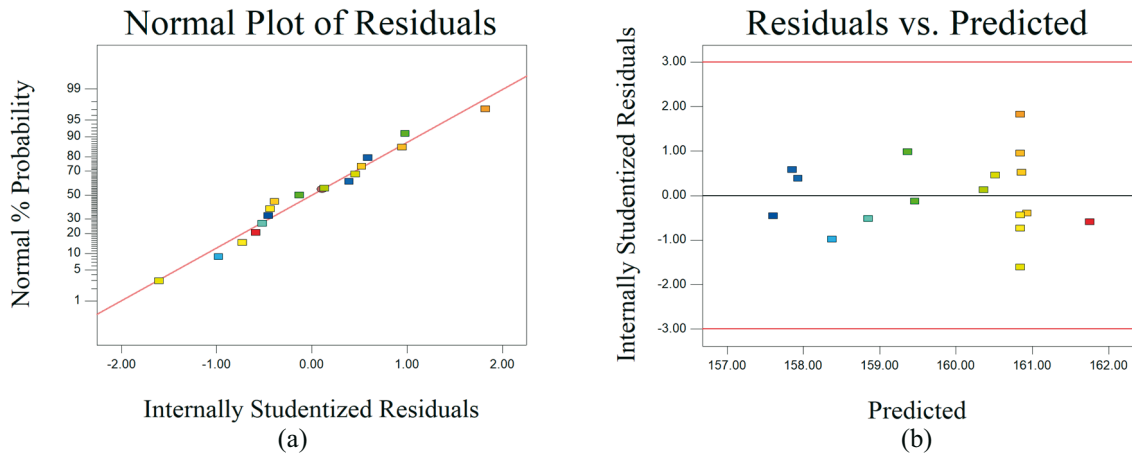 Normal Plot of Residuals
Normal % Probability
99
95
90
80
70
50
30
20
10
5
1
-2.00 -1.00 0.00 1.00 2.00
Internally Studentized Residuals
(a)
Residuals vs. Predicted
Internally Studentized Residuals
3.00
2.00
1.00
0.00
-1.00
-2.00
-3.00
157.00 158.00 159.00 160.00 161.00 162.00
Predicted
(b)